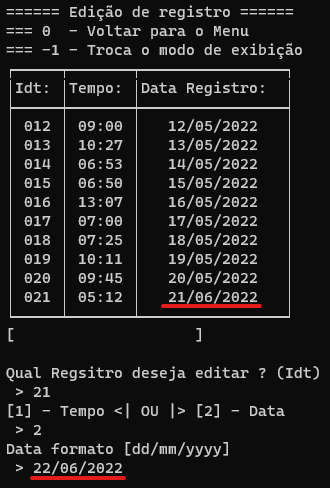 ====== Edição de registro ======
=== 0  - Voltar para o Menu
=== -1 - Troca o modo de exibição
Idt: Tempo: Data Registro:
012 09:00 12/05/2022
013 10:27 13/05/2022
014 06:53 14/05/2022
015 06:50 15/05/2022
016 13:07 16/05/2022
017 07:00 17/05/2022
018 07:25 18/05/2022
019 10:11 19/05/2022
020 09:45 20/05/2022
021 05:12 21/06/2022
[                    ]
Qual Regsitro deseja editar ? (Idt)
> 21
[1] - Tempo <| OU |> [2] - Data
> 2
Data formato [dd/mm/yyyy]
> 22/06/2022